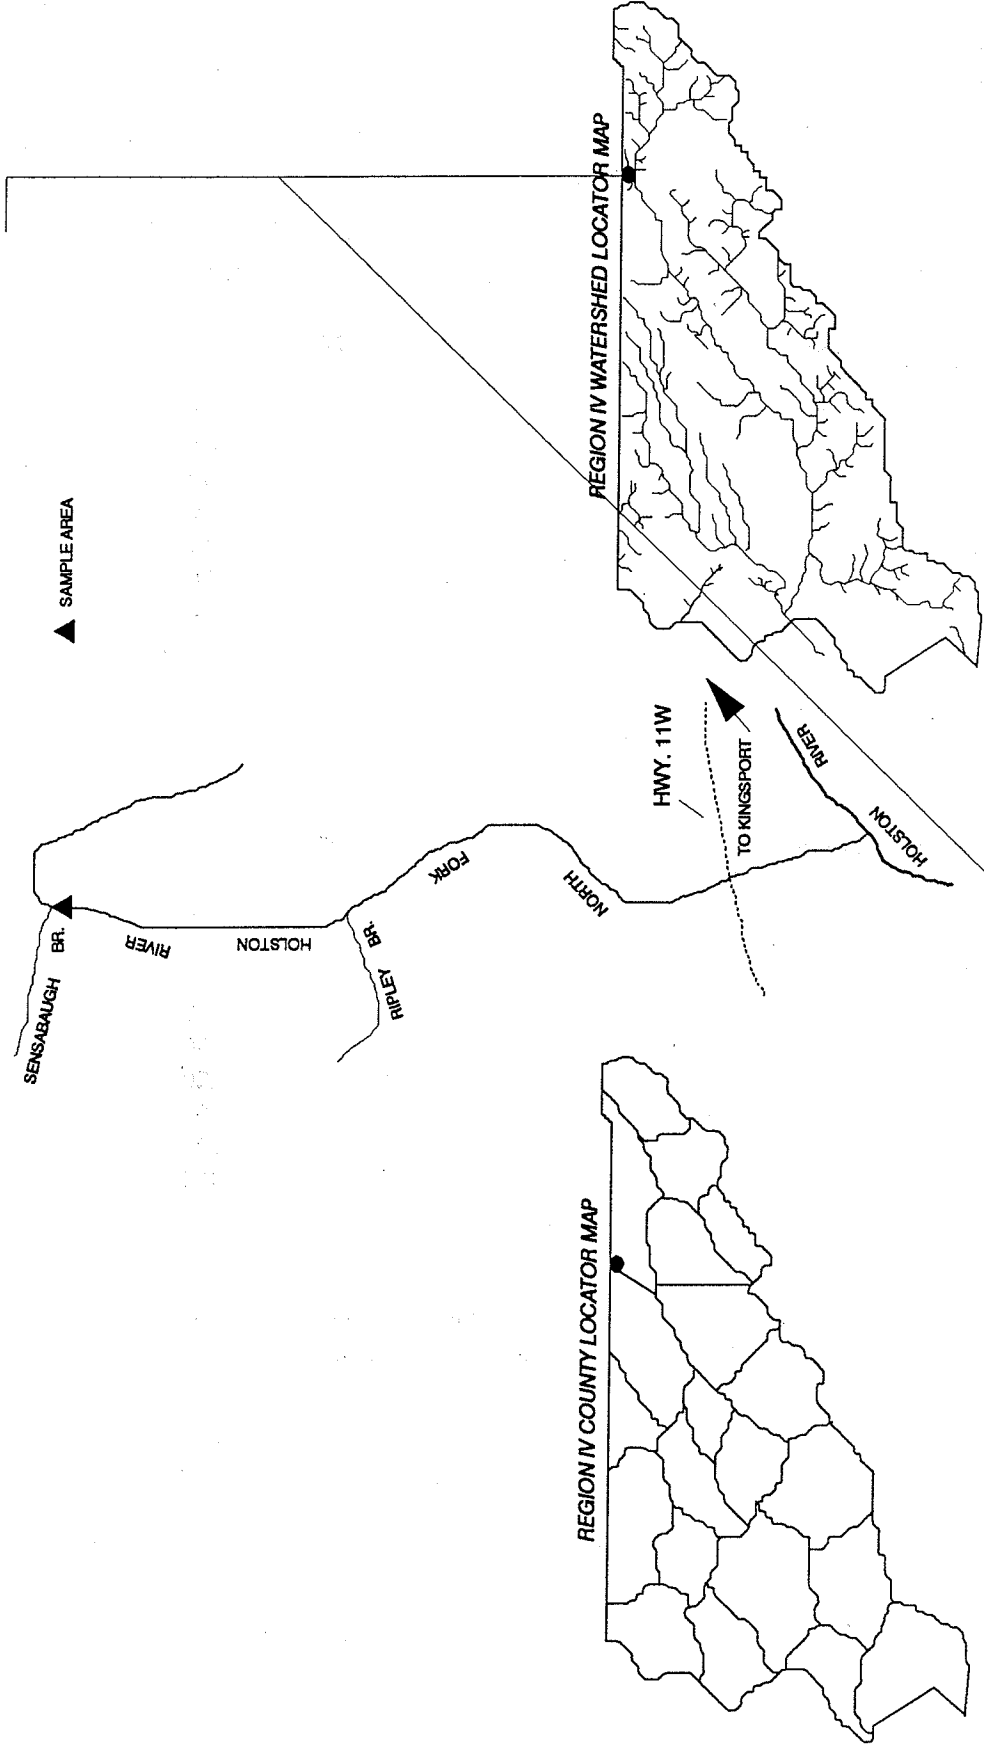 SAMPLE AREA
SENSABAUGH BR.
RIVER
HOLSTON
RIPLEY BR.
FORK
NORTH
HWY. 11W
TO KINGSPORT
HOLSTON RIVER
REGION IV COUNTY LOCATOR MAP
REGION IV WATERSHED LOCATOR MAP